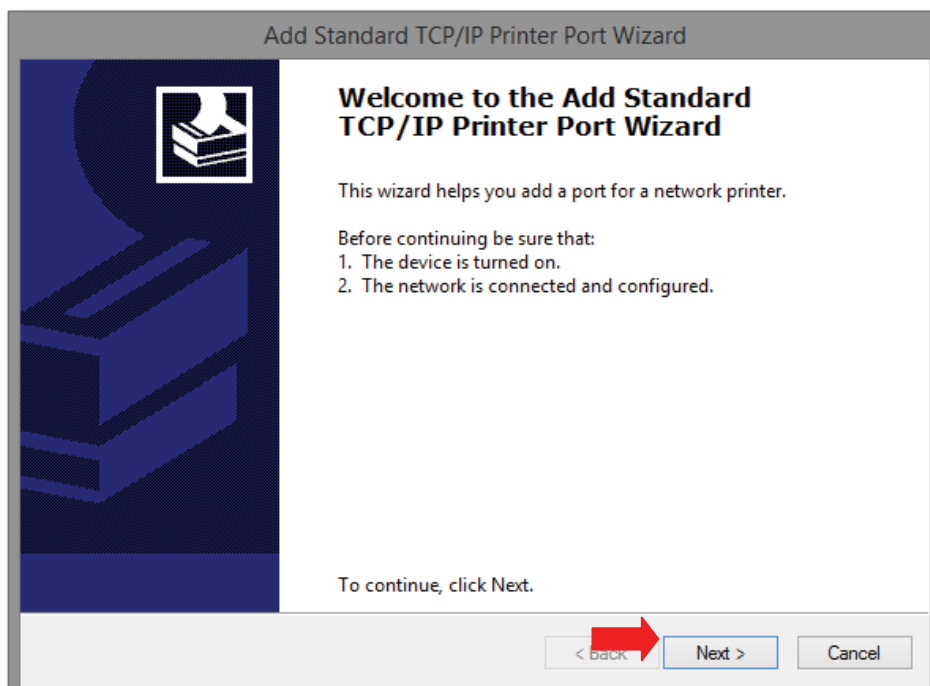 Add Standard TCP/IP Printer Port Wizard
Welcome to the Add Standard
TCP/IP Printer Port Wizard
This wizard helps you add a port for a network printer.
Before continuing be sure that:
1. The device is turned on.
2. The network is connected and configured.
To continue, click Next.
< Back Next > Cancel